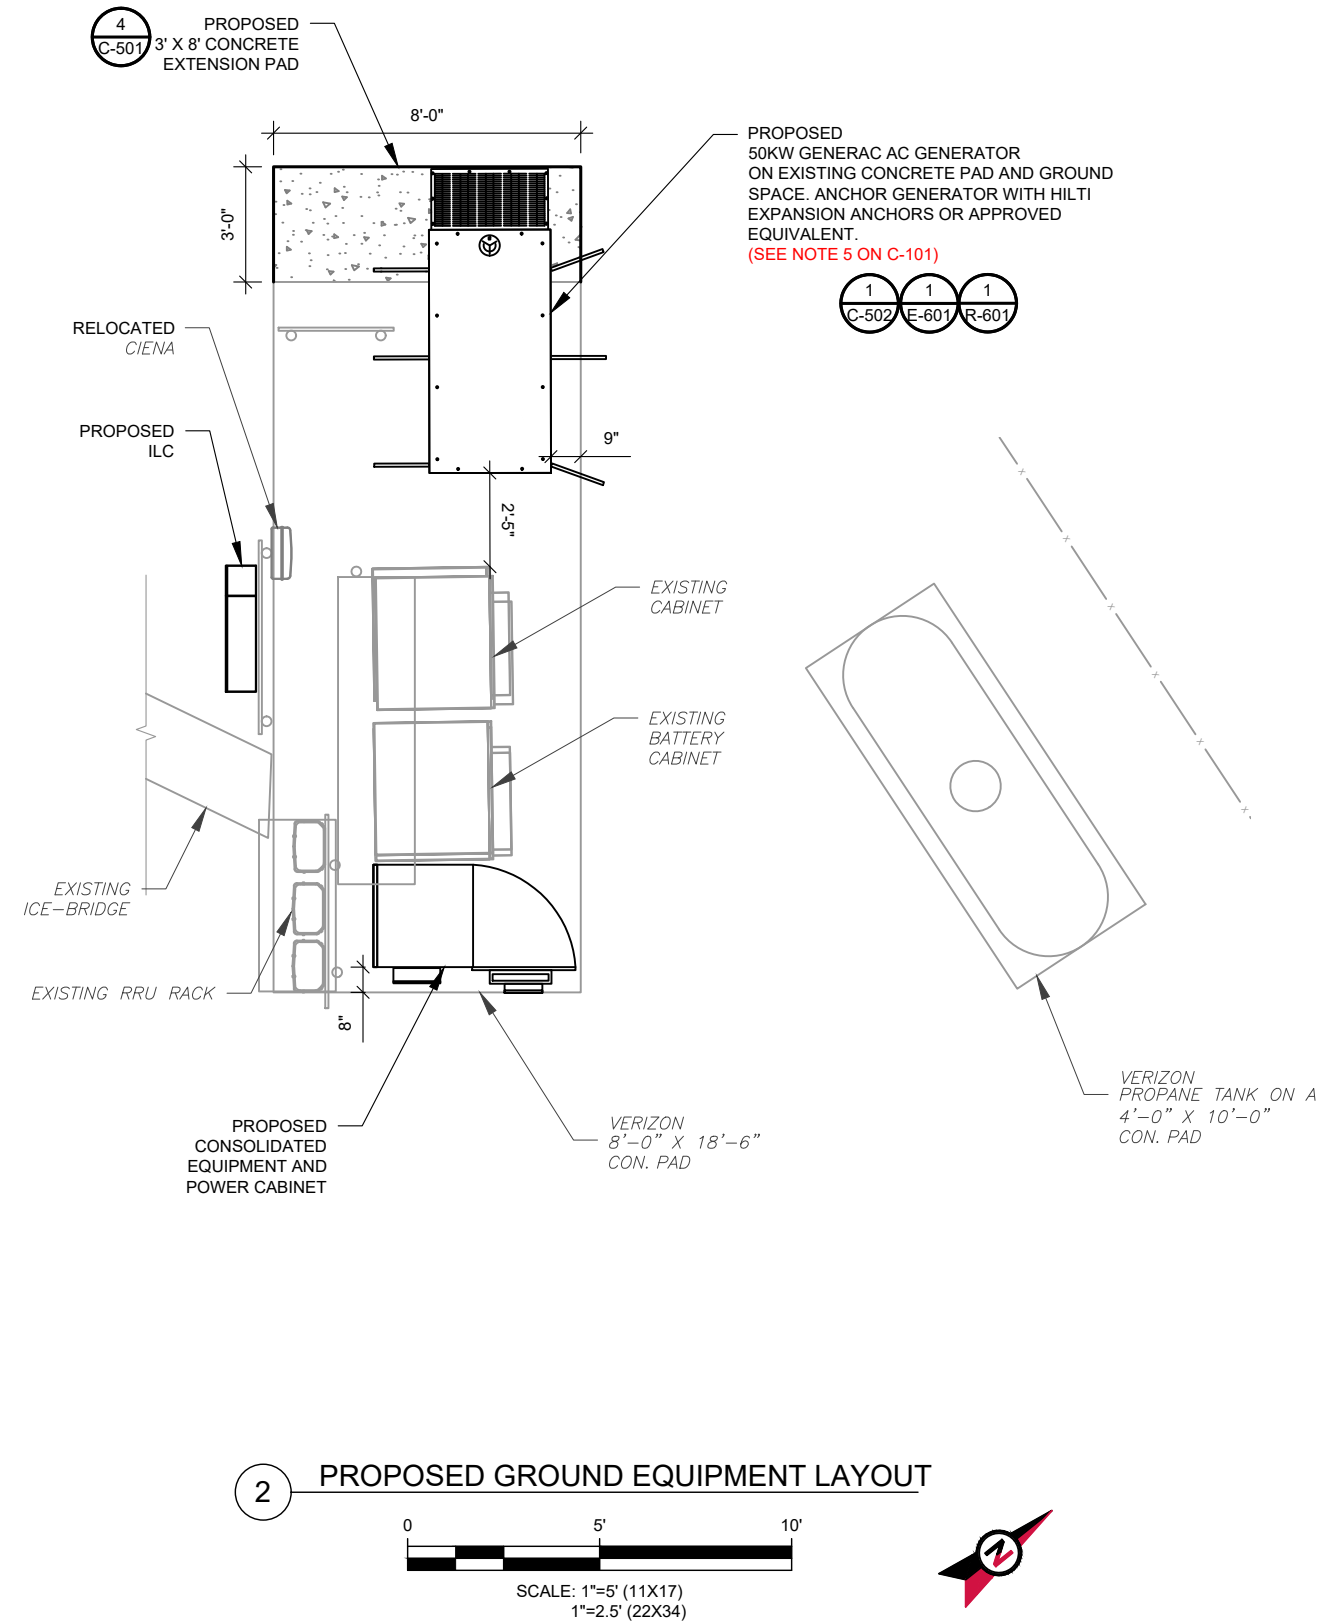 4
C-501
PROPOSED
3' X 8' CONCRETE
EXTENSION PAD
8'-0"
3'-0"
PROPOSED
50KW GENERAC AC GENERATOR
ON EXISTING CONCRETE PAD AND GROUND
SPACE. ANCHOR GENERATOR WITH HILTI
EXPANSION ANCHORS OR APPROVED
EQUIVALENT.
(SEE NOTE 5 ON C-101)
1
C-502
1
E-601
1
R-601
RELOCATED
CIENA
PROPOSED
ILC
9"
2'-5"
EXISTING
CABINET
EXISTING
BATTERY
CABINET
EXISTING
ICE-BRIDGE
EXISTING RRU RACK
8"
PROPOSED
CONSOLIDATED
EQUIPMENT AND
POWER CABINET
VERIZON
8'-0" X 18'-6"
CON. PAD
x
x
x
x
x
x
VERIZON
PROPANE TANK ON A
4'-0" X 10'-0"
CON. PAD
2
PROPOSED GROUND EQUIPMENT LAYOUT
0 5' 10'
SCALE: 1"=5' (11X17)
1"=2.5' (22X34)
N